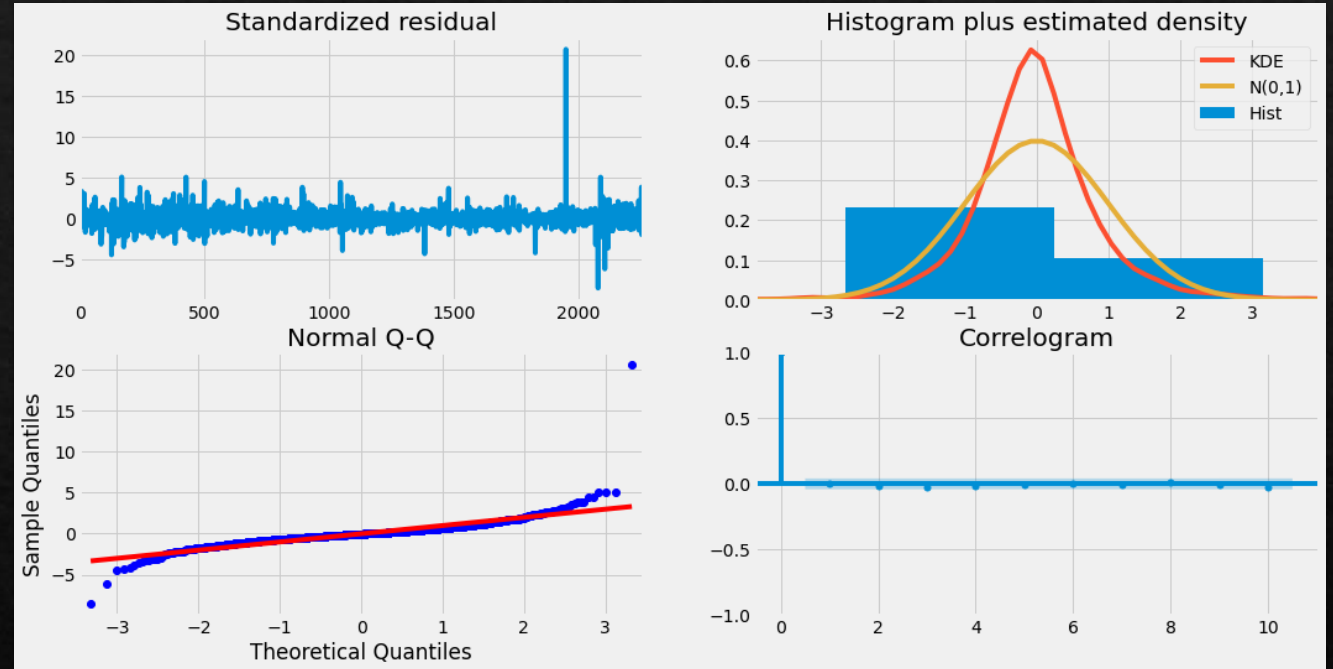 Standardized residual
20
15
10
5
0
−5
0 500 1000 1500 2000
Histogram plus estimated density
KDE
N(0,1)
Hist
0.6
0.5
0.4
0.3
0.2
0.1
0.0
−3 −2 −1 0 1 2 3
Normal Q-Q
Sample Quantiles
20
15
10
5
0
−5
−3 −2 −1 0 1 2 3
Theoretical Quantiles
Correlogram
1.0
0.5
0.0
−0.5
−1.0
0 2 4 6 8 10